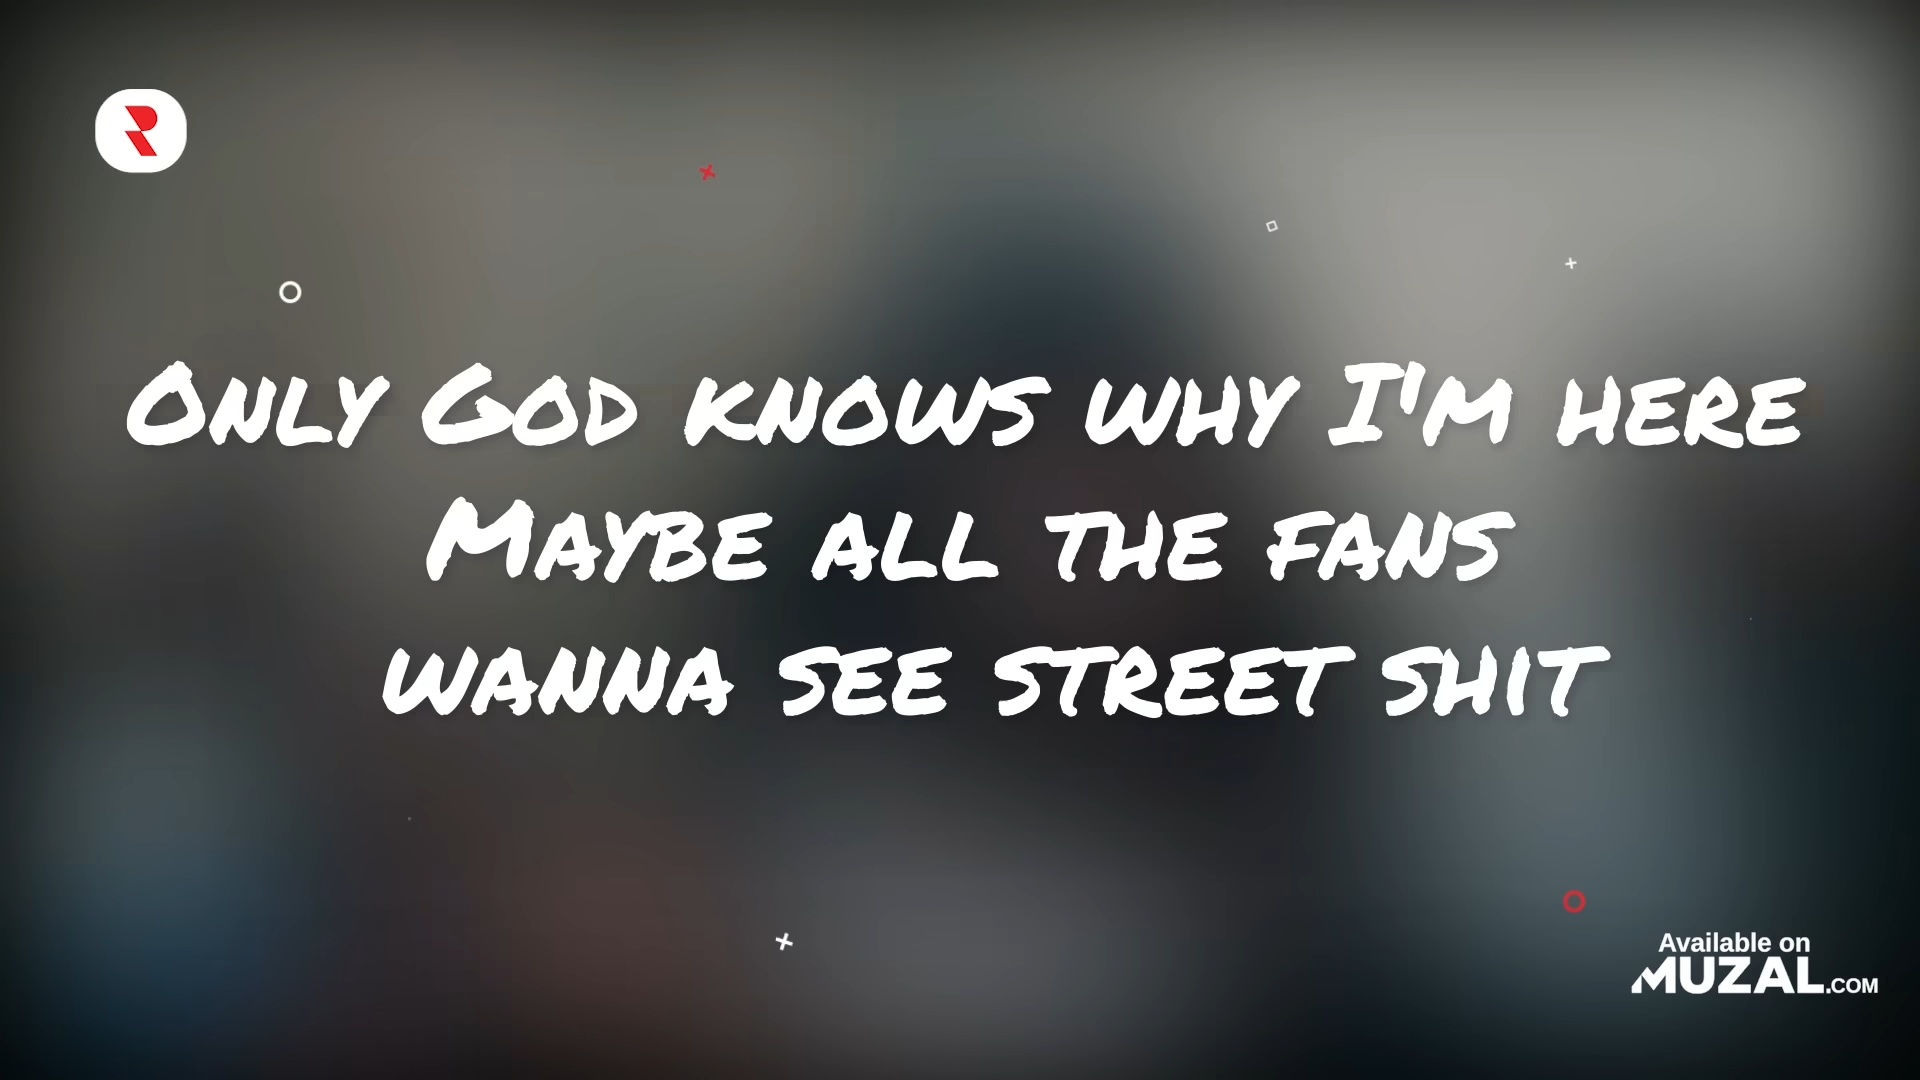 Only God knows why I'm here
Maybe all the fans
wanna see street shit
Available on
MUZAL.COM